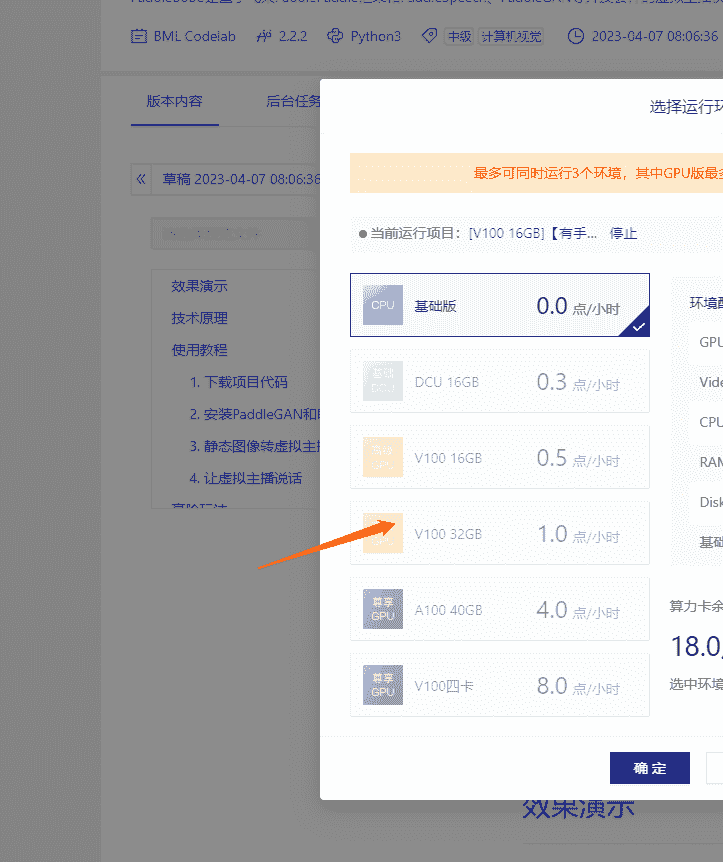 BML Codelab 2.2.2 Python3 中级 计算机视觉 2023-04-07 08:06:36
版本内容 后台任务
选择运行环
最多可同时运行3个环境，其中GPU版最多
草稿 2023-04-07 08:06:36
当前运行项目： [V100 16GB]【有手... 停止
效果演示
技术原理
使用教程
1. 下载项目代码
2. 安装PaddleGAN和
3. 静态图像转虚拟主播
4. 让虚拟主播说话
CPU 基础版 0.0 点/小时
基础 DCU DCU 16GB 0.3 点/小时
V100 16GB 0.5 点/小时
V100 32GB 1.0 点/小时
尊享 GPU A100 40GB 4.0 点/小时
尊享 GPU V100四卡 8.0 点/小时
环境配
GPU
Vide
CPU
RAM
Disk
基础
算力卡余
18.0
选中环境
确定
效果演示